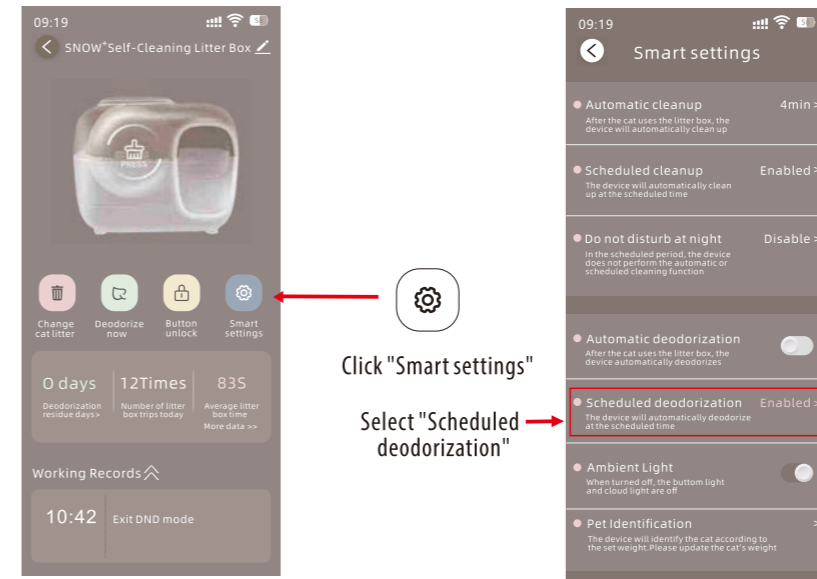 09:19
SNOW⁺Self-Cleaning Litter Box
PRESS
Change
cat litter
Deodorize
now
Button
unlock
Smart
settings
0 days
Deodorization
residue days>
12Times
Number of litter
box trips today
83S
Average litter
box time
More data >>
Working Records
10:42 Exit DND mode
Click "Smart settings"
Select "Scheduled
deodorization"
09:19
Smart settings
Automatic cleanup 4min >
After the cat uses the litter box, the
device will automatically clean up
Scheduled cleanup Enabled >
The device will automatically clean
up at the scheduled time
Do not disturb at night Disable >
In the scheduled period, the device
does not perform the automatic or
scheduled cleaning function
Automatic deodorization
After the cat uses the litter box, the
device automatically deodorizes
Scheduled deodorization Enabled >
The device will automatically deodorize
at the scheduled time
Ambient Light
When turned off, the buttom light
and cloud light are off
Pet Identification >
The device will identify the cat according to
the set weight.Please update the cat's weight